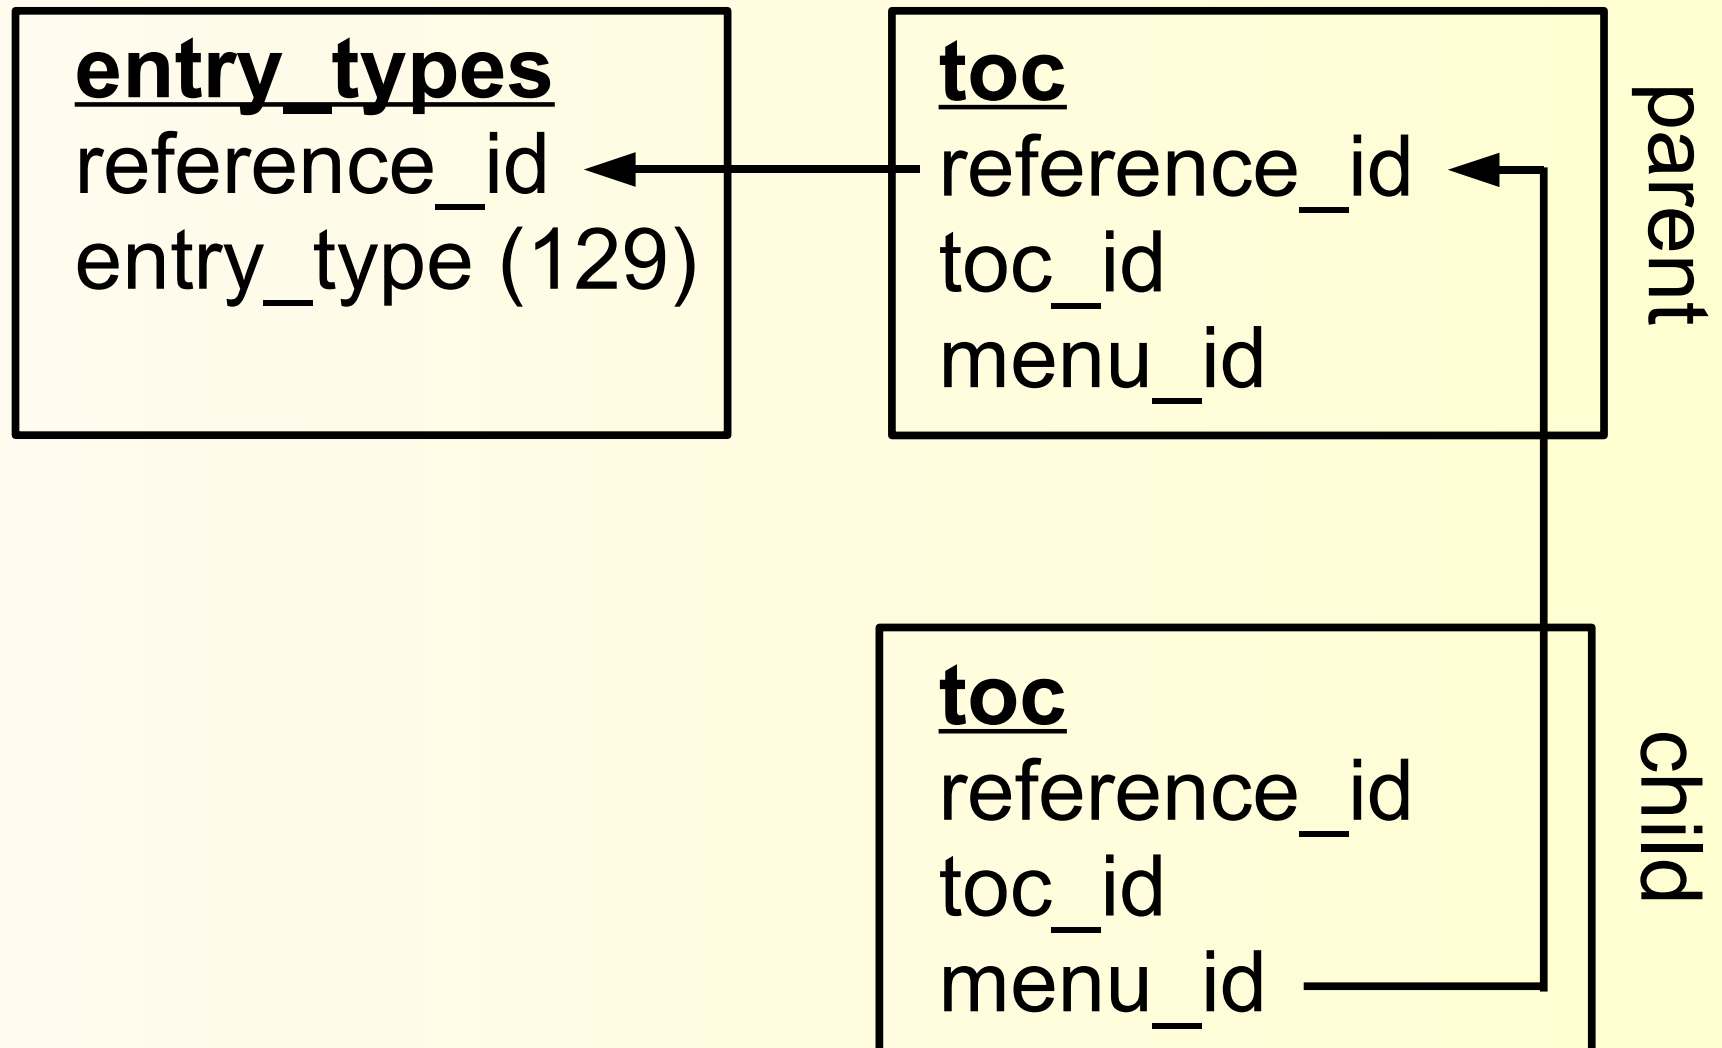 entry_types
reference_id
entry_type (129)
toc
reference_id
toc_id
menu_id
parent
toc
reference_id
toc_id
menu_id
child